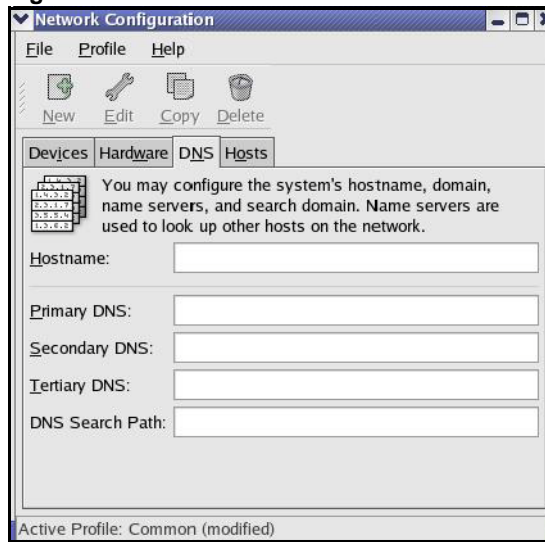 Network Configuration
File Profile Help
New Edit Copy Delete
Devices Hardware DNS Hosts
You may configure the system's hostname, domain,
name servers, and search domain. Name servers are
used to look up other hosts on the network.
Hostname:
Primary DNS:
Secondary DNS:
Tertiary DNS:
DNS Search Path:
Active Profile: Common (modified)